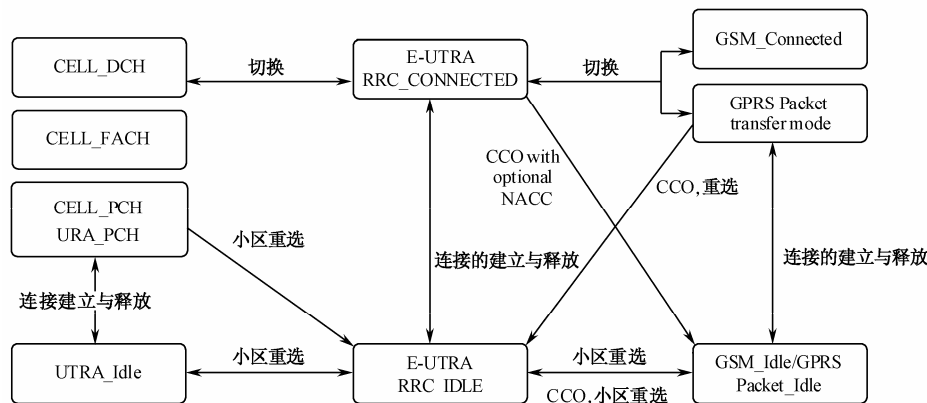 CELL_DCH
切换
E-UTRA
RRC_CONNECTED
切换
GSM_Connected
GPRS Packet
transfer mode
CELL_FACH
CCO with
optional
NACC
CCO,重选
CELL_PCH
URA_PCH
小区重选
连接建立与释放
连接的建立与释放
连接的建立与释放
UTRA_Idle
小区重选
E-UTRA
RRC_IDLE
小区重选
CCO,小区重选
GSM_Idle/GPRS
Packet_Idle